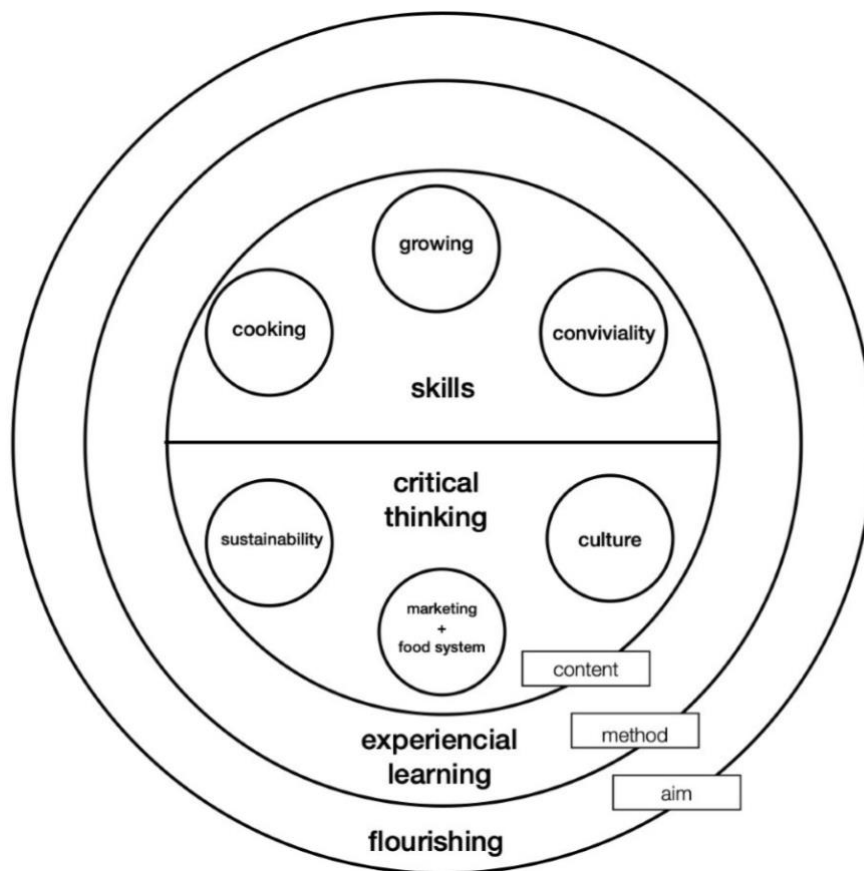 growing
cooking
conviviality
skills
critical
thinking
sustainability
culture
marketing
+
food system
content
experiencial
learning
method
aim
flourishing